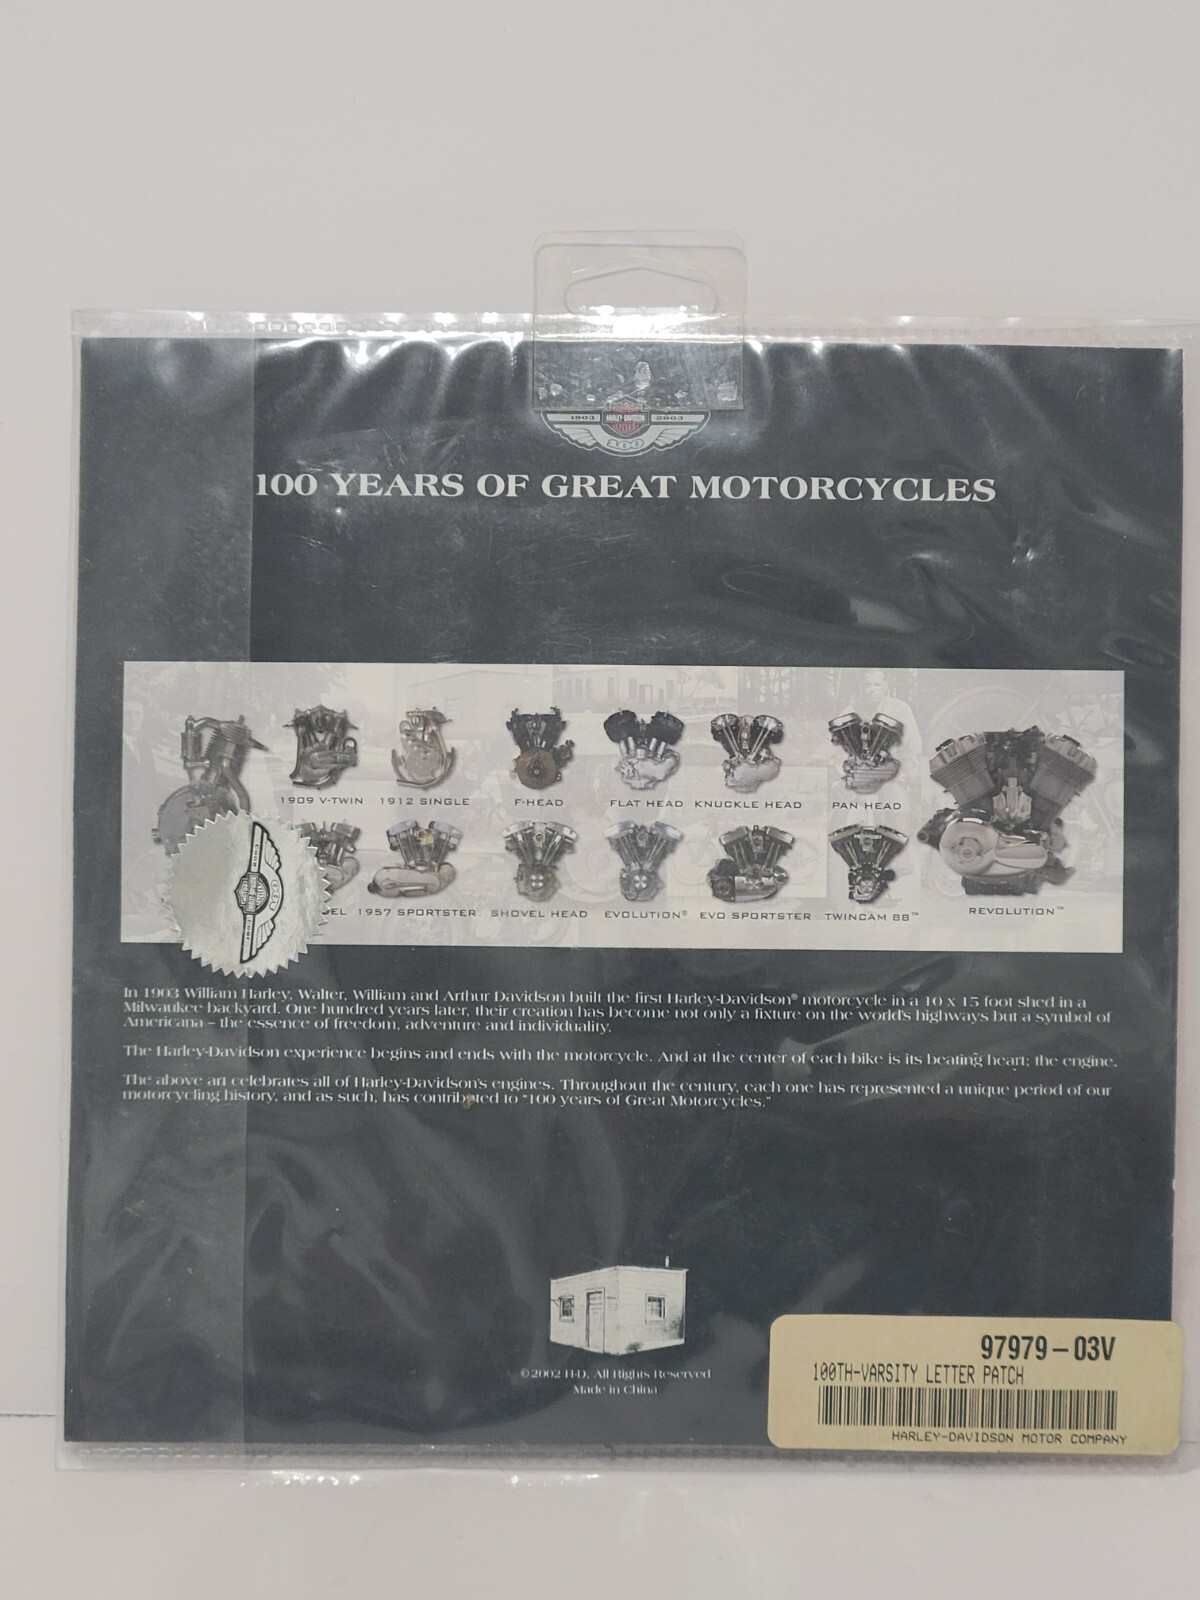 1903 HARLEY-DAVIDSON 2003
100 YEARS OF GREAT MOTORCYCLES
1909 V-TWIN 1912 SINGLE F-HEAD FLAT HEAD KNUCKLE HEAD PAN HEAD
1957 SPORTSTER SHOVEL HEAD EVOLUTION® EVO SPORTSTER TWINCAM 88™ REVOLUTION™
In 1903 William Harley, Walter, William and Arthur Davidson built the first Harley-Davidson® motorcycle in a 10 x 15 foot shed in a
Milwaukee backyard. One hundred years later, their creation has become not only a fixture on the world's highways but a symbol of
Americana – the essence of freedom, adventure and individuality.
The Harley-Davidson experience begins and ends with the motorcycle. And at the center of each bike is its beating heart; the engine.
The above art celebrates all of Harley-Davidson's engines. Throughout the century, each one has represented a unique period of our
motorcycling history, and as such, has contributed to "100 years of Great Motorcycles."
©2002 H-D, All Rights Reserved
Made in China
97979-03V
100TH-VARSITY LETTER PATCH
HARLEY-DAVIDSON MOTOR COMPANY